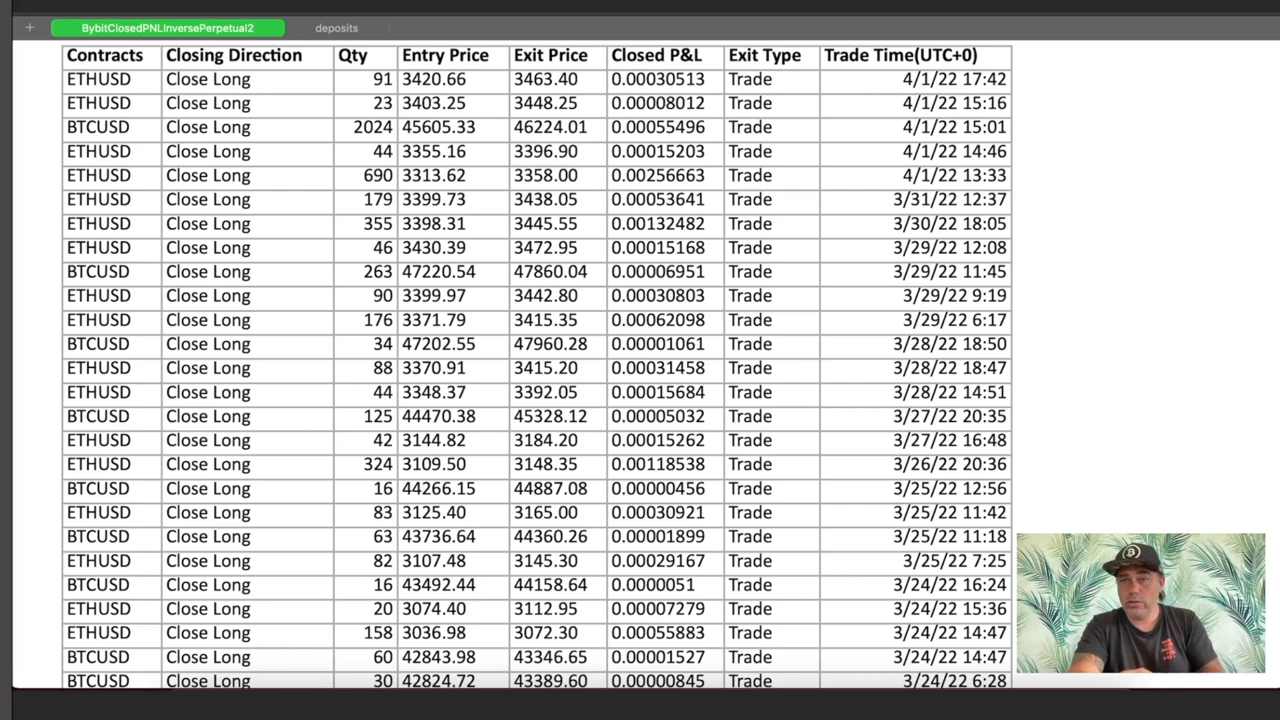 + BybitClosedPNLInversePerpetual2 deposits
Contracts Closing Direction Qty Entry Price Exit Price Closed P&L Exit Type Trade Time(UTC+0)
ETHUSD Close Long 91 3420.66 3463.40 0.00030513 Trade 4/1/22 17:42
ETHUSD Close Long 23 3403.25 3448.25 0.00008012 Trade 4/1/22 15:16
BTCUSD Close Long 2024 45605.33 46224.01 0.00055496 Trade 4/1/22 15:01
ETHUSD Close Long 44 3355.16 3396.90 0.00015203 Trade 4/1/22 14:46
ETHUSD Close Long 690 3313.62 3358.00 0.00256663 Trade 4/1/22 13:33
ETHUSD Close Long 179 3399.73 3438.05 0.00053641 Trade 3/31/22 12:37
ETHUSD Close Long 355 3398.31 3445.55 0.00132482 Trade 3/30/22 18:05
ETHUSD Close Long 46 3430.39 3472.95 0.00015168 Trade 3/29/22 12:08
BTCUSD Close Long 263 47220.54 47860.04 0.00006951 Trade 3/29/22 11:45
ETHUSD Close Long 90 3399.97 3442.80 0.00030803 Trade 3/29/22 9:19
ETHUSD Close Long 176 3371.79 3415.35 0.00062098 Trade 3/29/22 6:17
BTCUSD Close Long 34 47202.55 47960.28 0.00001061 Trade 3/28/22 18:50
ETHUSD Close Long 88 3370.91 3415.20 0.00031458 Trade 3/28/22 18:47
ETHUSD Close Long 44 3348.37 3392.05 0.00015684 Trade 3/28/22 14:51
BTCUSD Close Long 125 44470.38 45328.12 0.00005032 Trade 3/27/22 20:35
ETHUSD Close Long 42 3144.82 3184.20 0.00015262 Trade 3/27/22 16:48
ETHUSD Close Long 324 3109.50 3148.35 0.00118538 Trade 3/26/22 20:36
BTCUSD Close Long 16 44266.15 44887.08 0.00000456 Trade 3/25/22 12:56
ETHUSD Close Long 83 3125.40 3165.00 0.00030921 Trade 3/25/22 11:42
BTCUSD Close Long 63 43736.64 44360.26 0.00001899 Trade 3/25/22 11:18
ETHUSD Close Long 82 3107.48 3145.30 0.00029167 Trade 3/25/22 7:25
BTCUSD Close Long 16 43492.44 44158.64 0.0000051 Trade 3/24/22 16:24
ETHUSD Close Long 20 3074.40 3112.95 0.00007279 Trade 3/24/22 15:36
ETHUSD Close Long 158 3036.98 3072.30 0.00055883 Trade 3/24/22 14:47
BTCUSD Close Long 60 42843.98 43346.65 0.00001527 Trade 3/24/22 14:47
BTCUSD Close Long 30 42824.72 43389.60 0.00000845 Trade 3/24/22 6:28